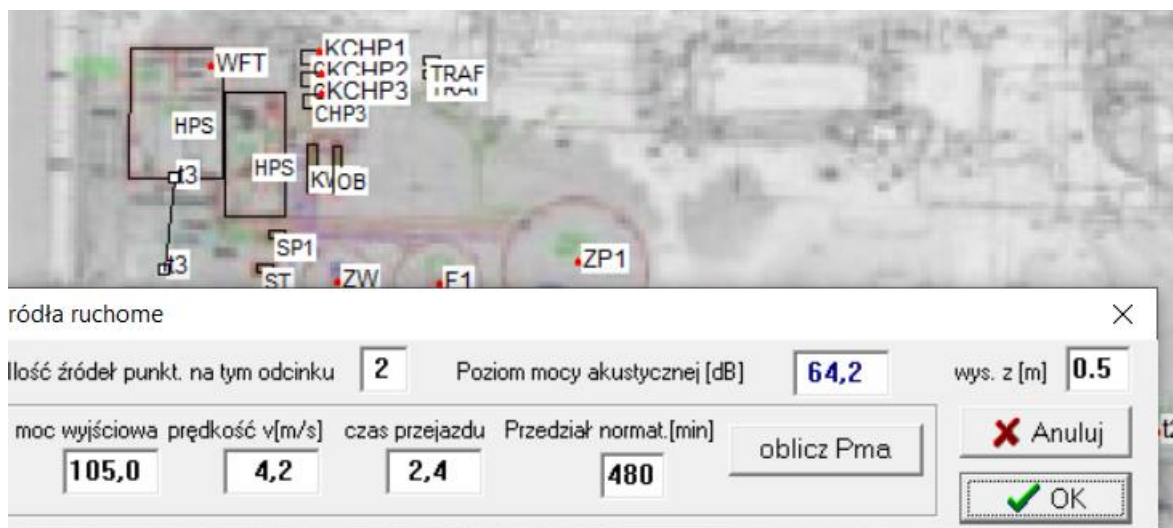 KCHP1
WFT
KCHP2
TRAF
KCHP3
CHP3
HPS
HPS
OB
t3
SP1
t3
ST
ZW
F1
ZP1
ródła ruchome
Ilość źródeł punkt. na tym odcinku 2 Poziom mocy akustycznej [dB] 64,2 wys. z [m] 0.5
moc wyjściowa prędkość v[m/s] czas przejazdu Przedział normat.[min] oblicz Pma Anuluj
105,0 4,2 2,4 480
OK